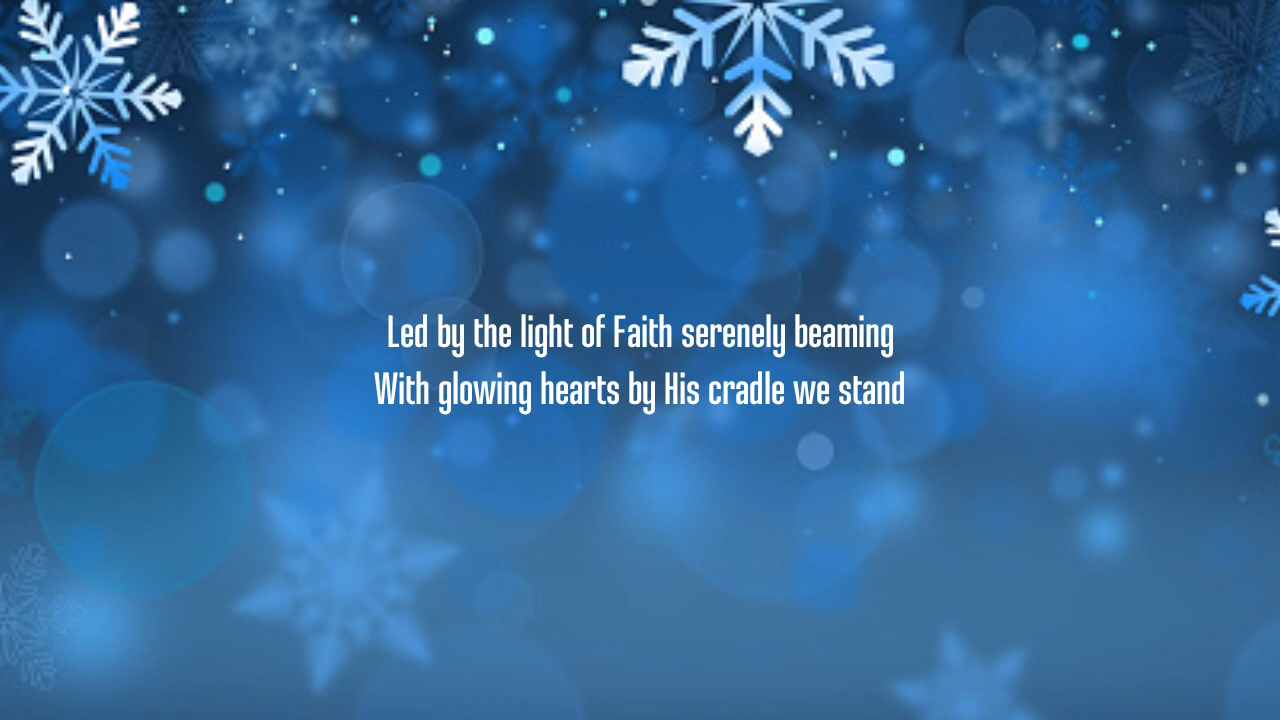 Led by the light of Faith serenely beaming
With glowing hearts by His cradle we stand